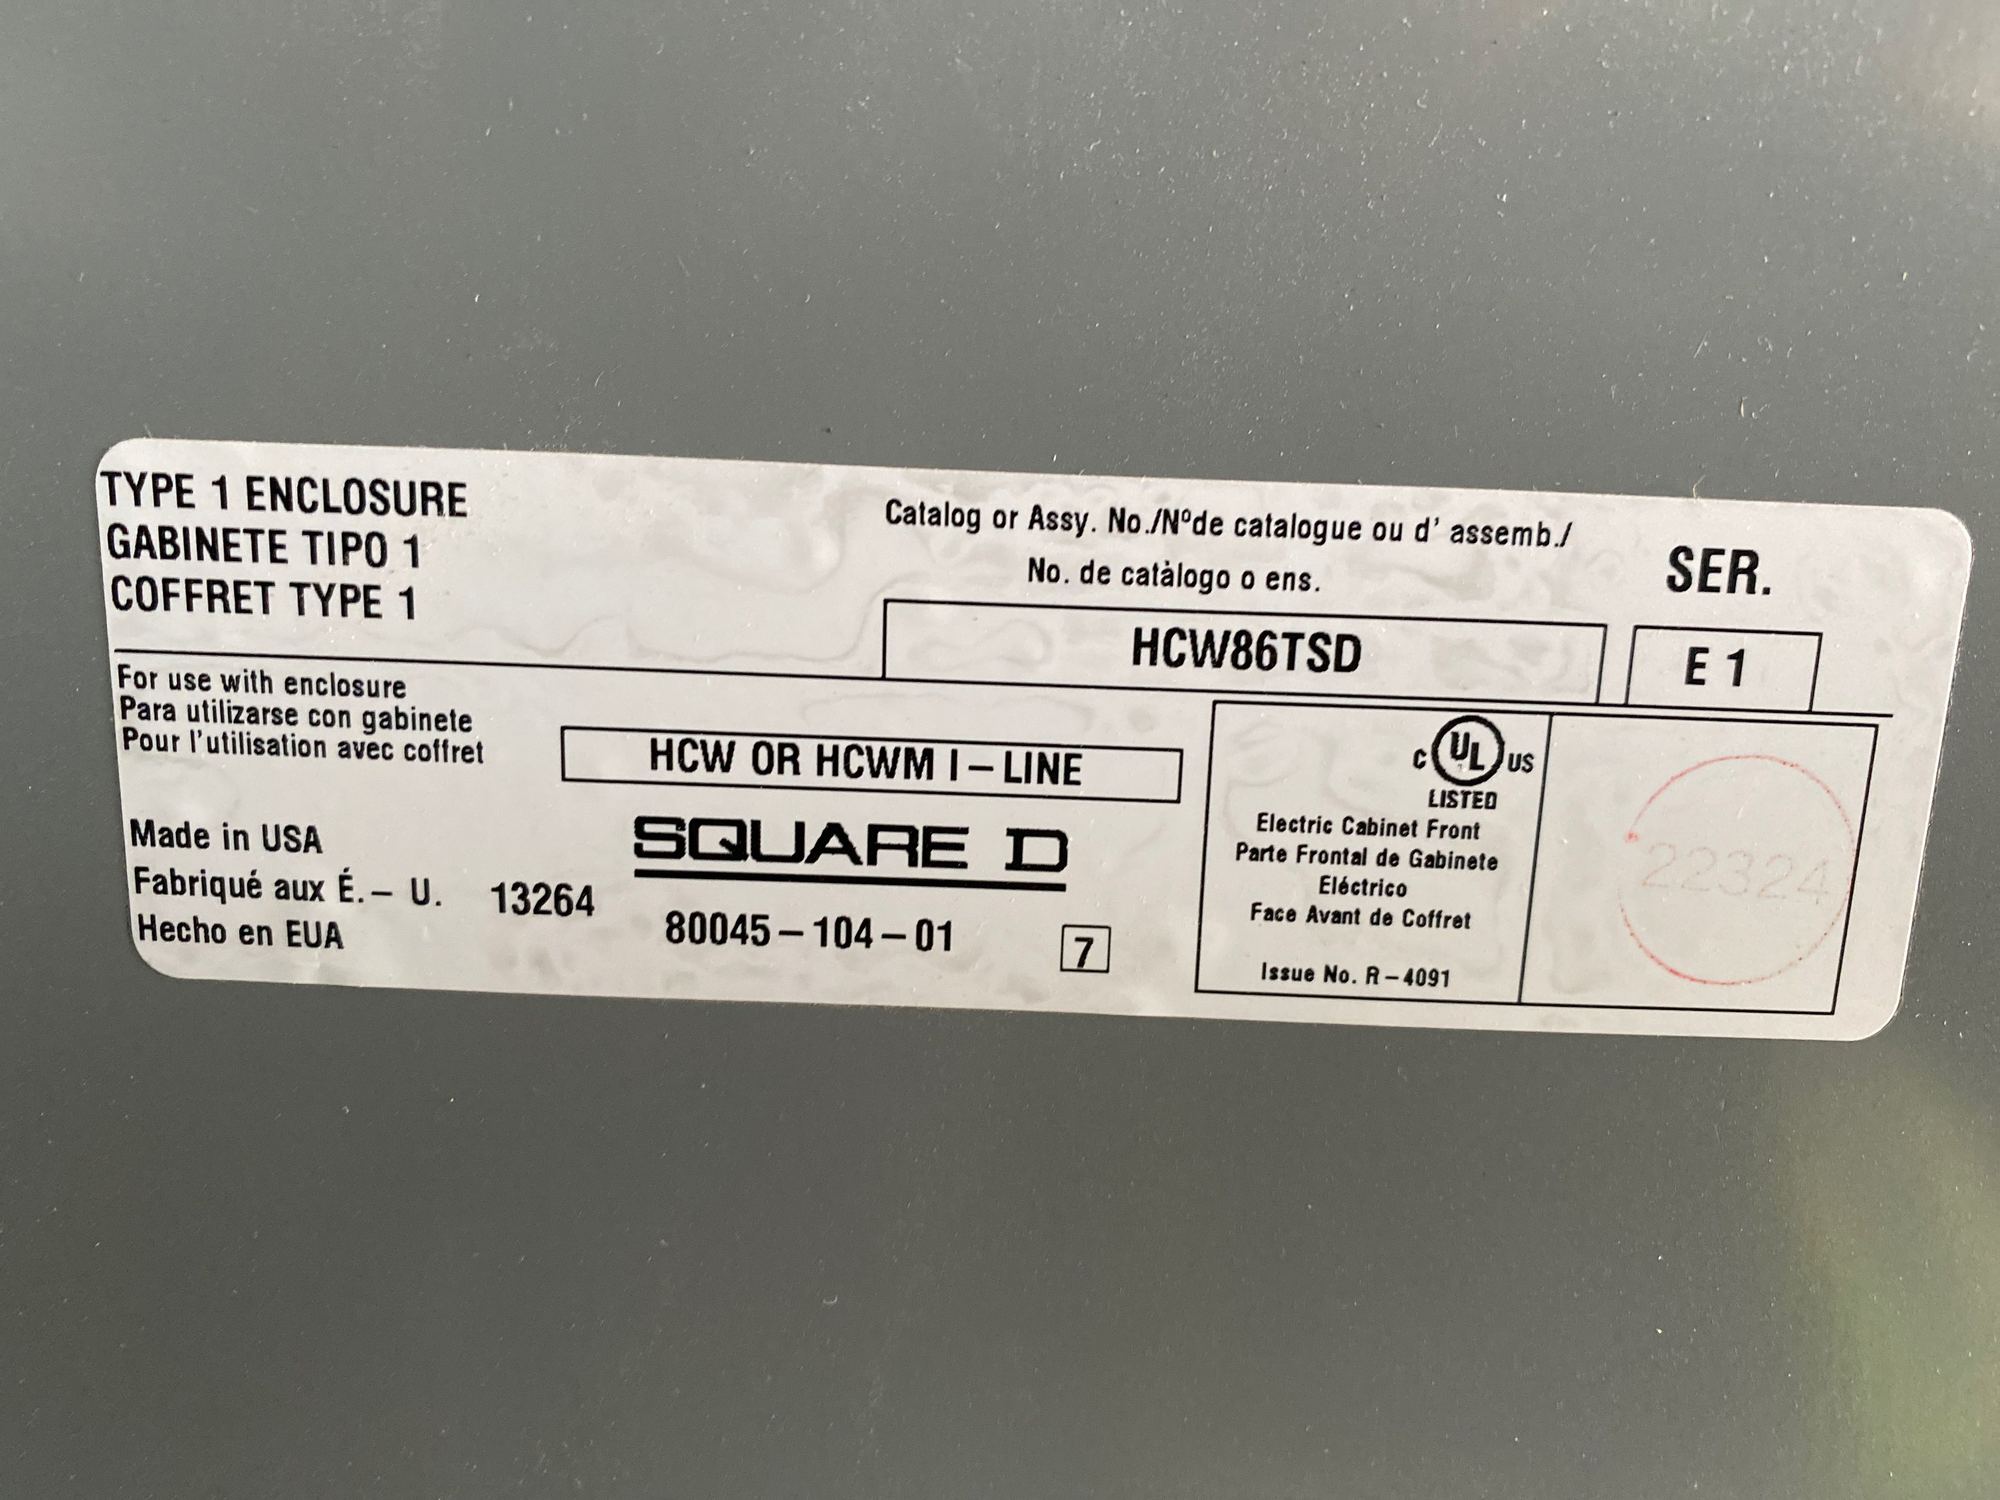 TYPE 1 ENCLOSURE
GABINETE TIPO 1
COFFRET TYPE 1
Catalog or Assy. No./Nºde catalogue ou d' assemb./
No. de catàlogo o ens.
SER.
HCW86TSD
E 1
For use with enclosure
Para utilizarse con gabinete
Pour l'utilisation avec coffret
HCW OR HCWM I – LINE
Made in USA
Fabriqué aux É. – U. 13264
Hecho en EUA
SQUARE D
80045 – 104 – 01
7
C UL US
LISTED
Electric Cabinet Front
Parte Frontal de Gabinete
Eléctrico
Face Avant de Coffret
Issue No. R – 4091
22324